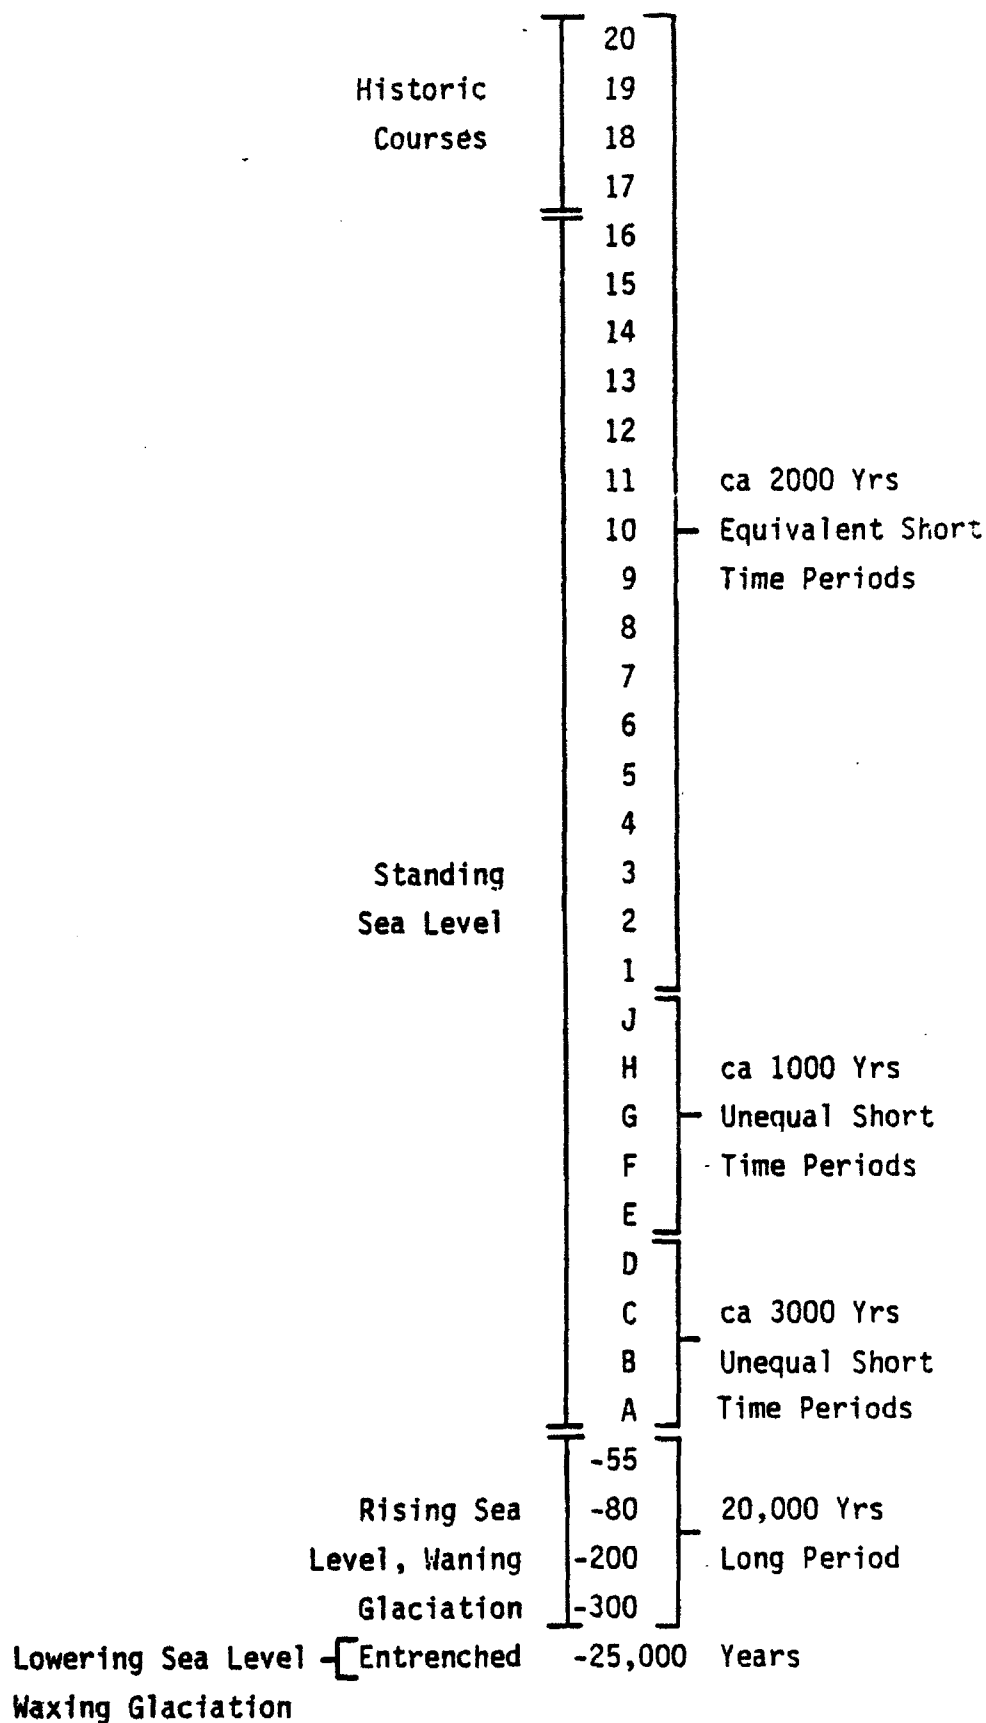 20
Historic 19
Courses 18
17
16
15
14
13
12
11 ca 2000 Yrs
10 Equivalent Short
9 Time Periods
8
7
6
5
4
Standing 3
Sea Level 2
1
J
H ca 1000 Yrs
G Unequal Short
F Time Periods
E
D
C ca 3000 Yrs
B Unequal Short
A Time Periods
-55
Rising Sea -80 20,000 Yrs
Level, Waning -200 Long Period
Glaciation -300
Lowering Sea Level Entrenched -25,000 Years
Waxing Glaciation